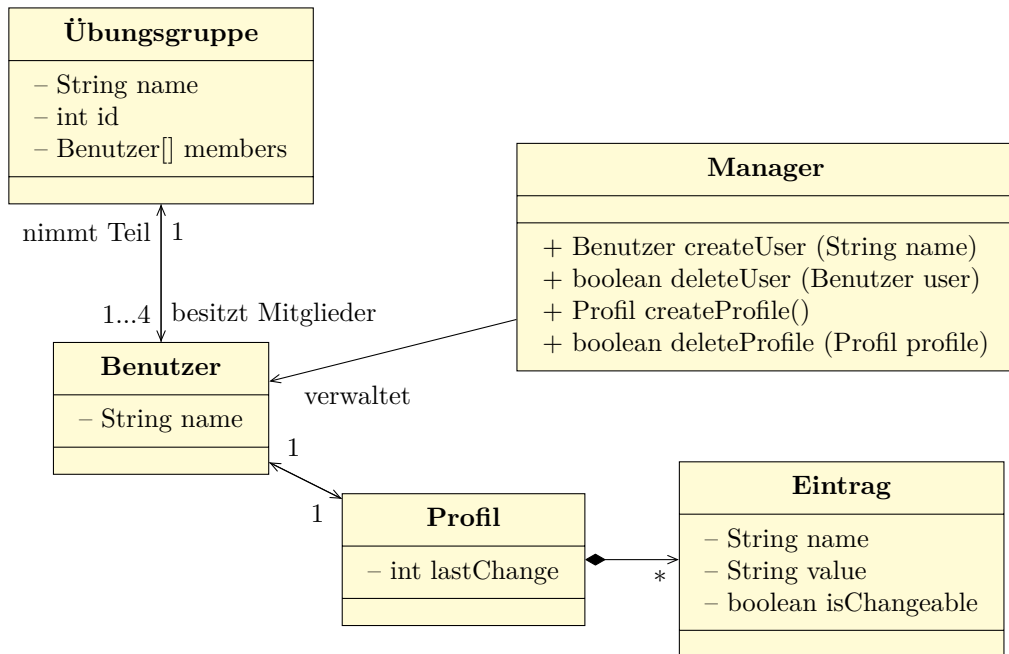 Übungsgruppe
– String name
– int id
– Benutzer[] members
Manager
+ Benutzer createUser (String name)
+ boolean deleteUser (Benutzer user)
+ Profil createProfile()
+ boolean deleteProfile (Profil profile)
nimmt Teil
1
1...4
besitzt Mitglieder
Benutzer
– String name
verwaltet
1
1
Profil
– int lastChange
*
Eintrag
– String name
– String value
– boolean isChangeable